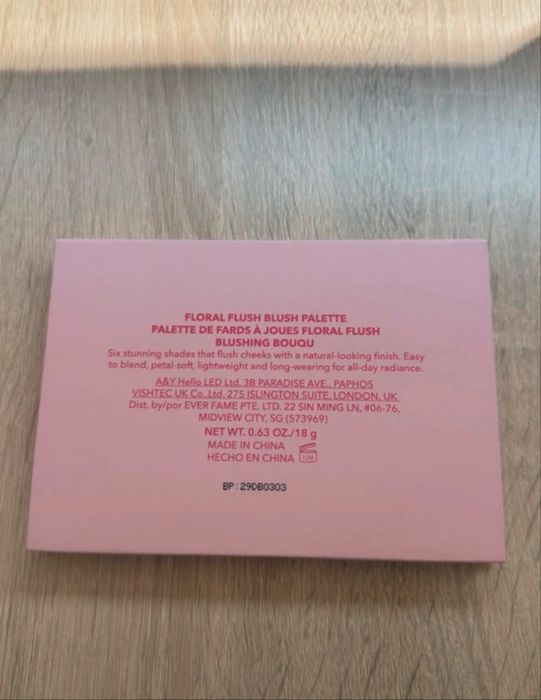 FLORAL FLUSH BLUSH PALETTE
PALETTE DE FARDS À JOUES FLORAL FLUSH
BLUSHING BOUQU
Six stunning shades that flush cheeks with a natural-looking finish. Easy
to blend, petal-soft, lightweight and long-wearing for all-day radiance.
A&Y Hello LED Ltd. 3B PARADISE AVE., PAPHOS
VISHTEC UK Co.,Ltd. 275 ISLINGTON SUITE, LONDON, UK
Dist. by/por EVER FAME PTE. LTD. 22 SIN MING LN, #06-76,
MIDVIEW CITY, SG (573969)
NET WT. 0.63 OZ./18 g
MADE IN CHINA
HECHO EN CHINA 12M
BP:29DB0303